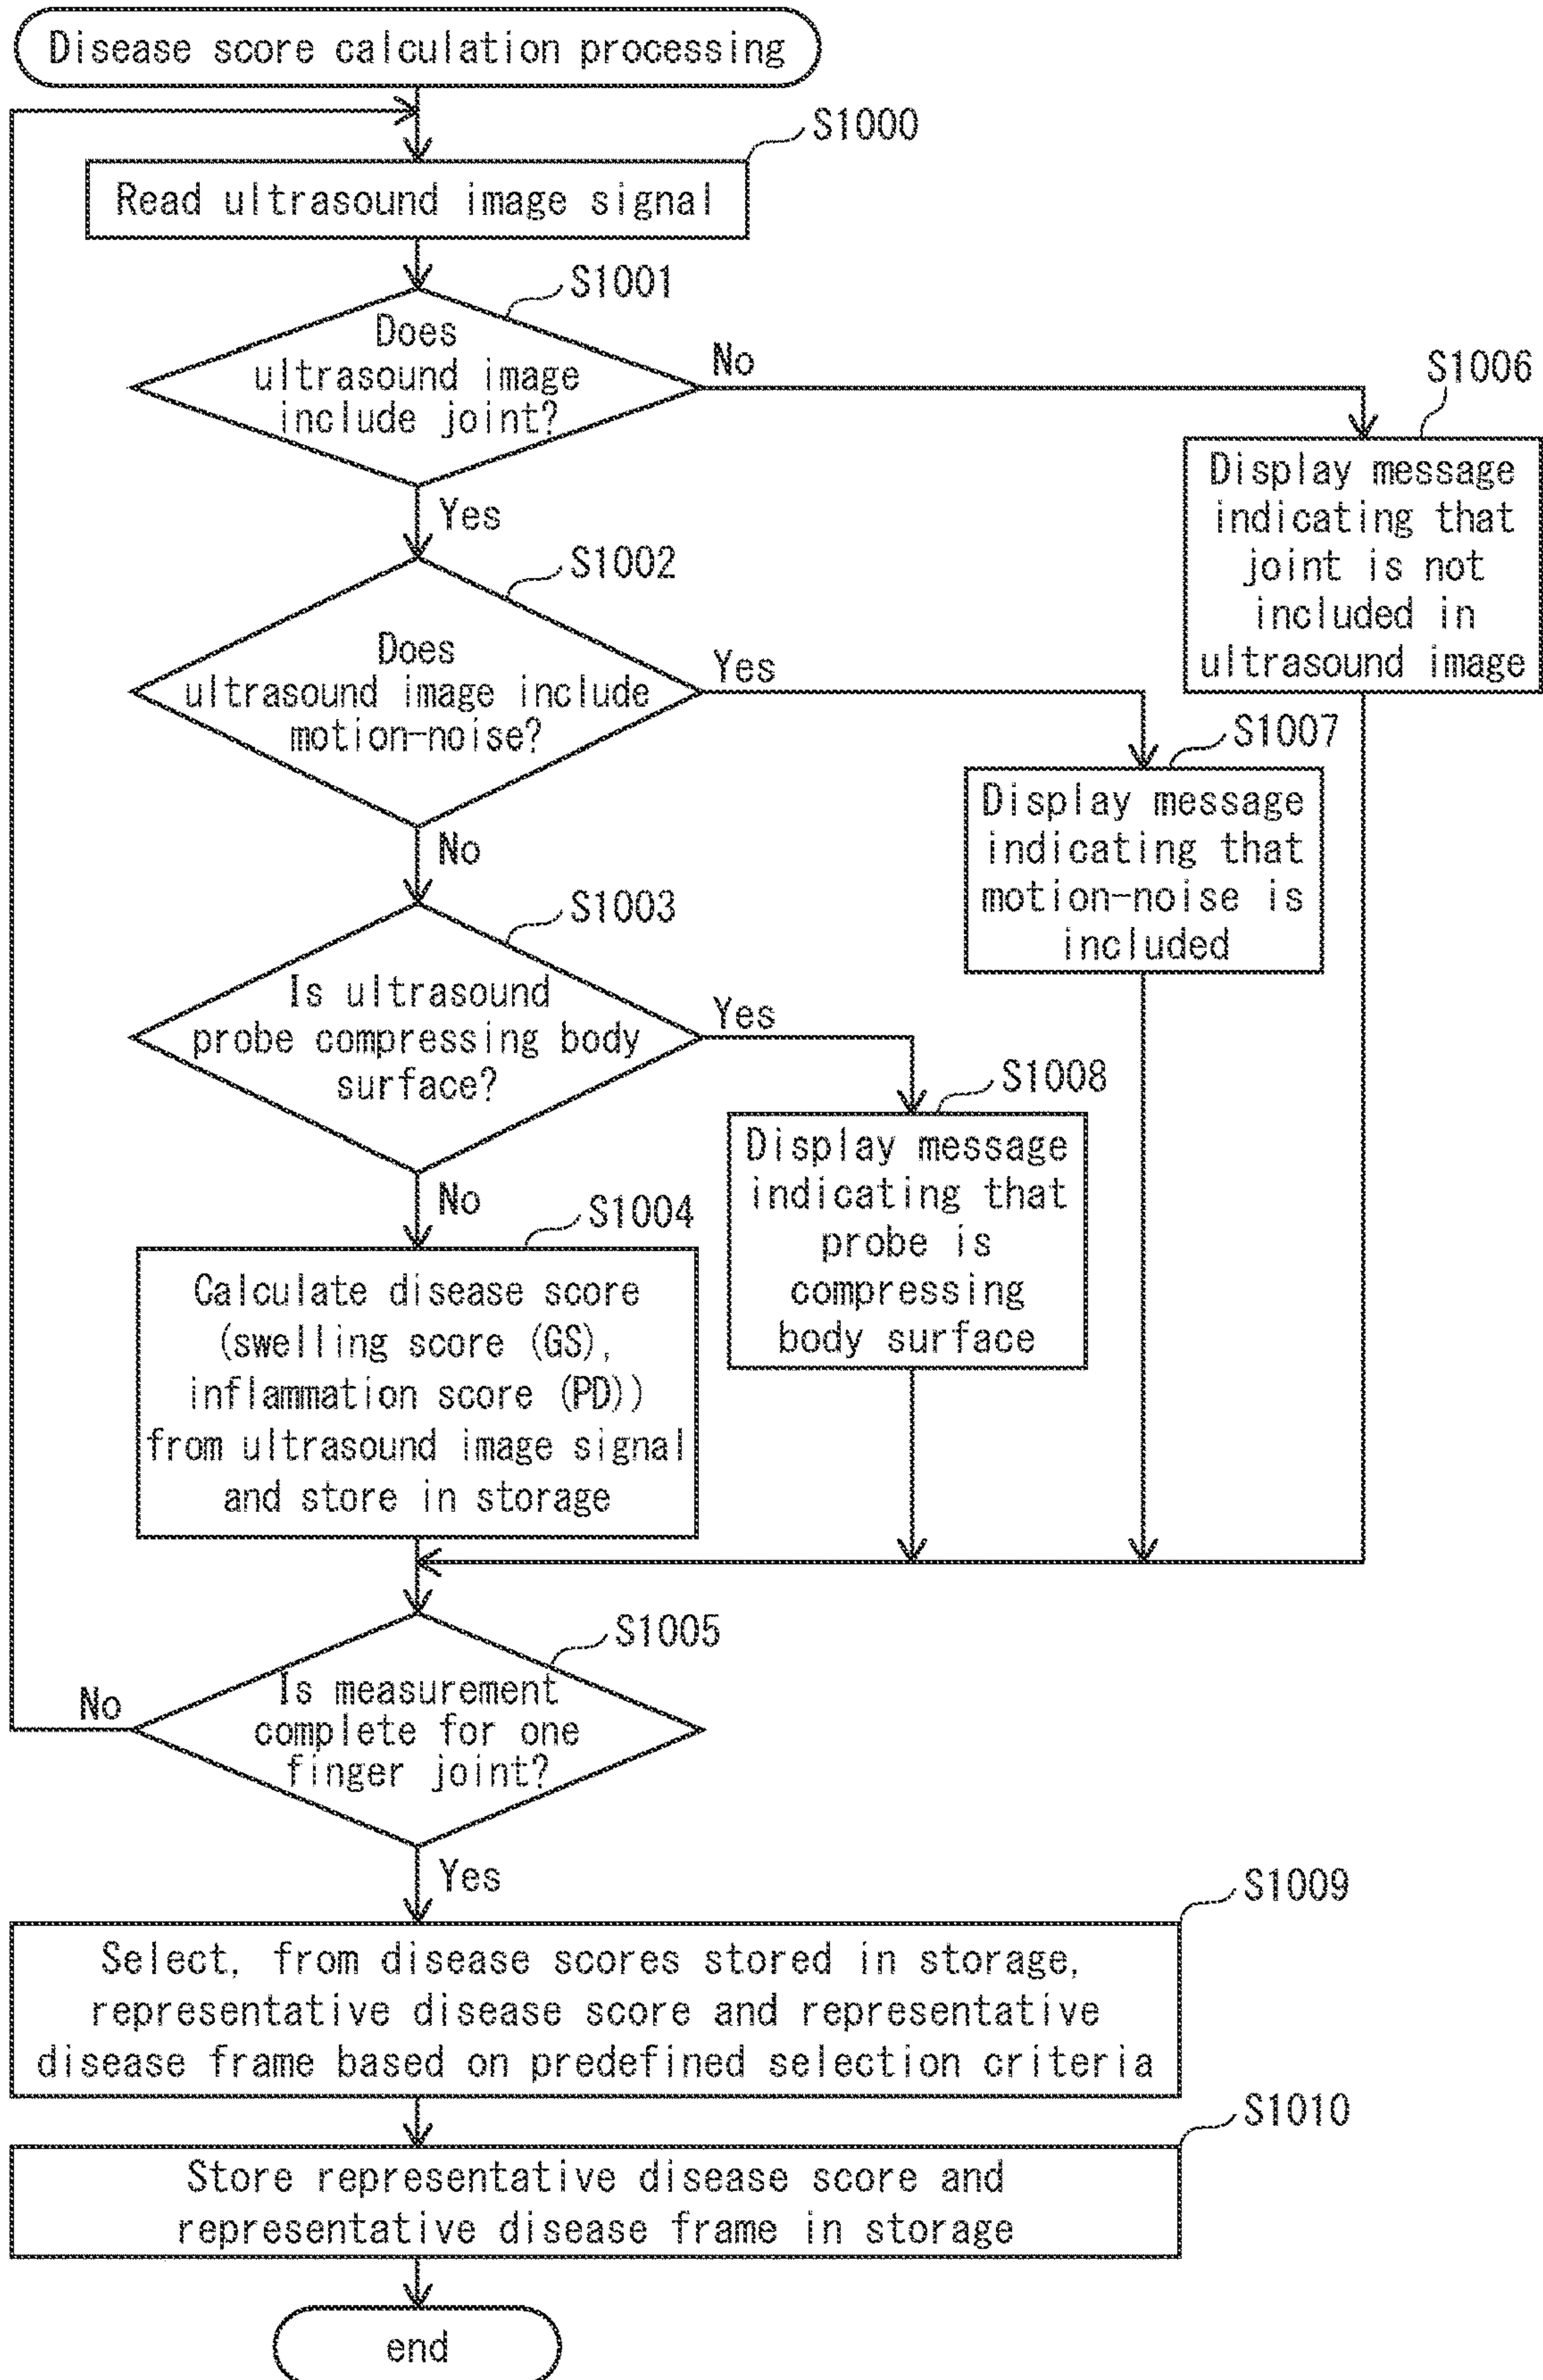 Disease score calculation processing
S1000
Read ultrasound image signal
S1001
Does
ultrasound image
include joint?
No
Yes
S1006
Display message
indicating that
joint is not
included in
ultrasound image
S1002
Does
ultrasound image include
motion-noise?
Yes
No
S1007
Display message
indicating that
motion-noise is
included
S1003
Is ultrasound
probe compressing body
surface?
Yes
No
S1008
Display message
indicating that
probe is
compressing
body surface
S1004
Calculate disease score
(swelling score (GS),
inflammation score (PD))
from ultrasound image signal
and store in storage
S1005
Is measurement
complete for one
finger joint?
No
Yes
S1009
Select, from disease scores stored in storage,
representative disease score and representative
disease frame based on predefined selection criteria
S1010
Store representative disease score and
representative disease frame in storage
end